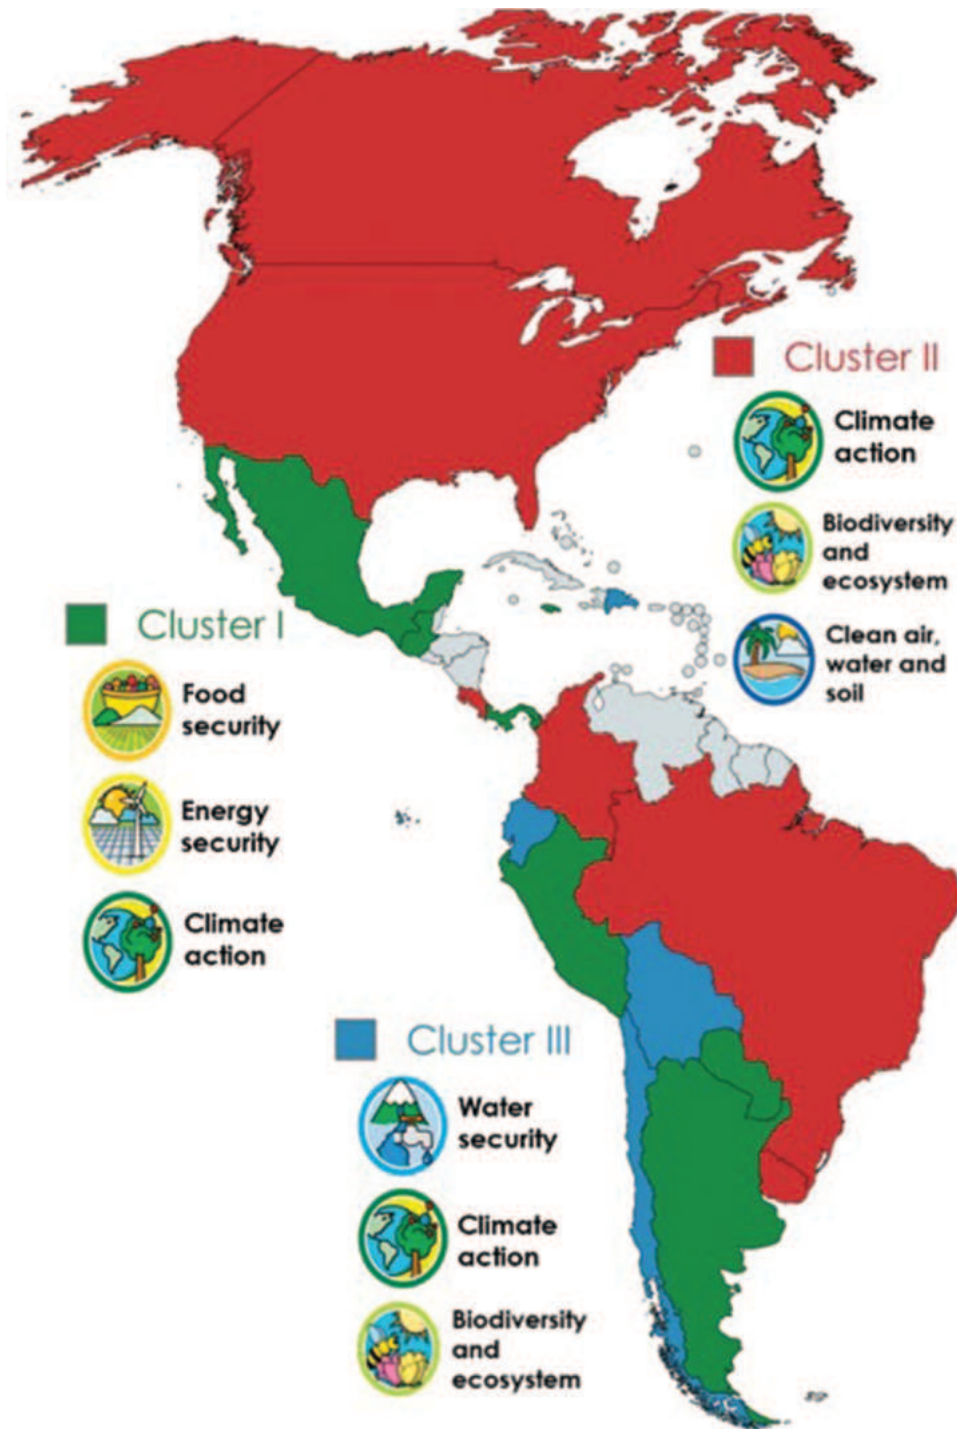 Cluster II
Climate
action
Biodiversity
and
ecosystem
Clean air,
water and
soil
Cluster I
Food
security
Energy
security
Climate
action
Cluster III
Water
security
Climate
action
Biodiversity
and
ecosystem